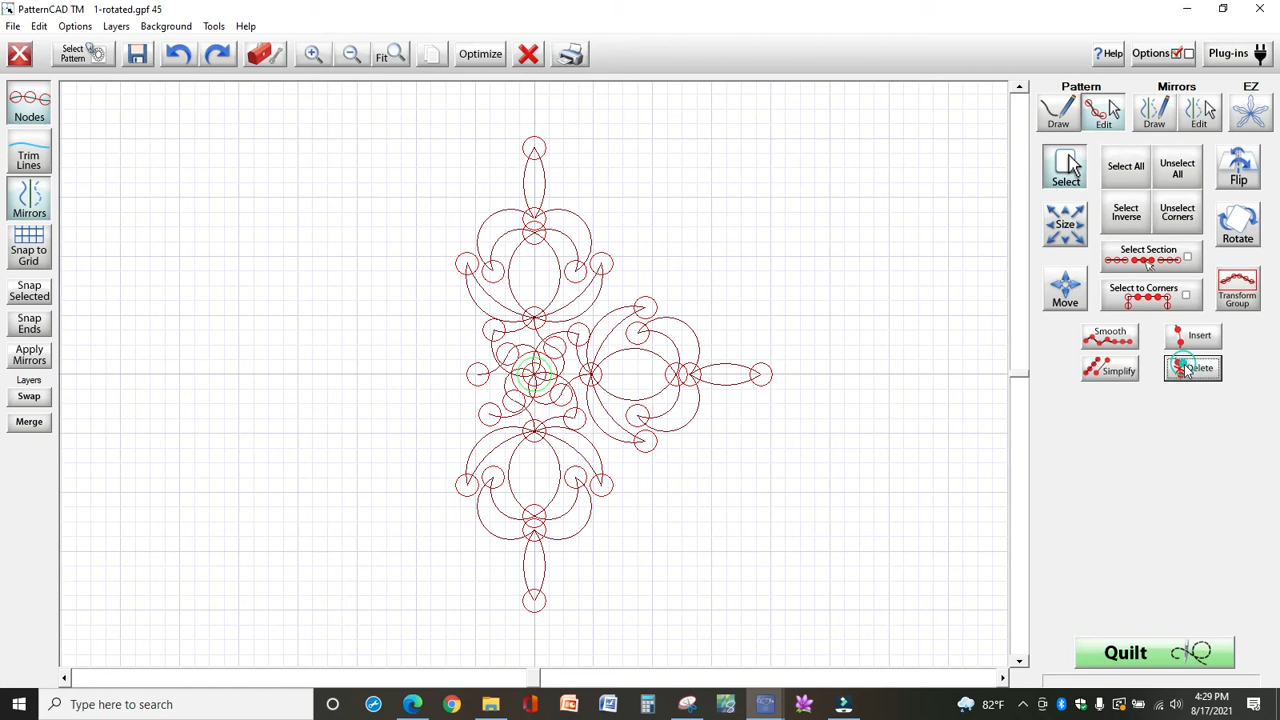 PatternCAD TM 1-rotated.gpf 45
File Edit Options Layers Background Tools Help
Select Pattern Fit Optimize ?Help Options Plug-ins
Pattern Mirrors EZ
Draw Edit Draw Edit
Nodes
Trim Lines
Mirrors
Snap to Grid
Snap Selected
Snap Ends
Apply Mirrors
Layers
Swap
Merge
Select Select All Unselect All Flip
Size Select Inverse Unselect Corners Rotate
Select Section
Move Select to Corners Transform Group
Smooth Insert
Simplify Delete
Quilt
Type here to search
82°F
4:29 PM
8/17/2021